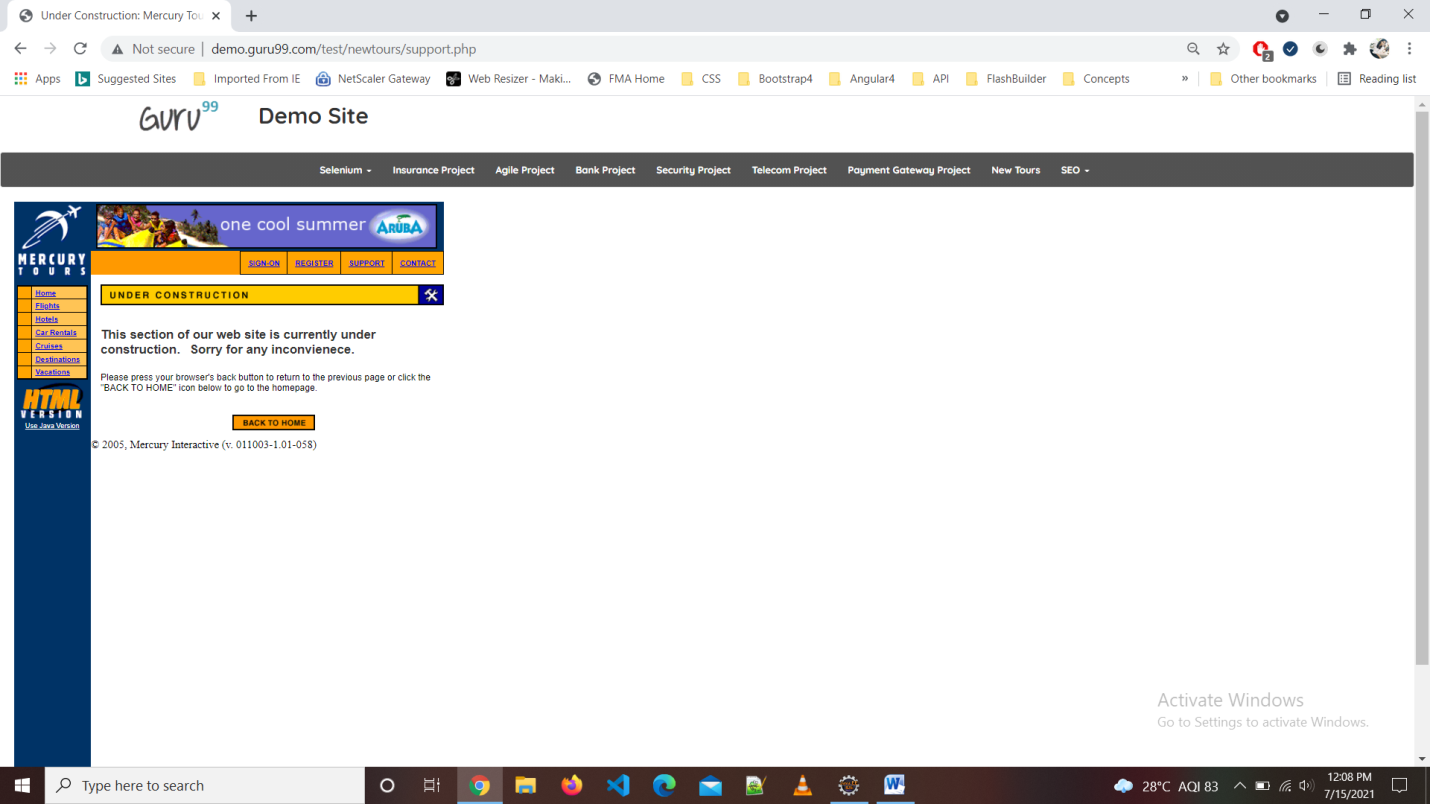 Under Construction: Mercury Tou
Not secure | demo.guru99.com/test/newtours/support.php
2
Apps Suggested Sites Imported From IE NetScaler Gateway Web Resizer - Maki... FMA Home CSS Bootstrap4 Angular4 API FlashBuilder Concepts » Other bookmarks Reading list
Guru99 Demo Site
Selenium Insurance Project Agile Project Bank Project Security Project Telecom Project Payment Gateway Project New Tours SEO
one cool summer ARUBA
MERCURY
TOURS
SIGN-ON REGISTER SUPPORT CONTACT
Home
Flights
Hotels
Car Rentals
Cruises
Destinations
Vacations
HTML
VERSION
Use Java Version
UNDER CONSTRUCTION
This section of our web site is currently under
construction. Sorry for any inconvienece.
Please press your browser's back button to return to the previous page or click the
"BACK TO HOME" icon below to go to the homepage.
BACK TO HOME
© 2005, Mercury Interactive (v. 011003-1.01-058)
Activate Windows
Go to Settings to activate Windows.
Type here to search
28°C AQI 83
12:08 PM
7/15/2021